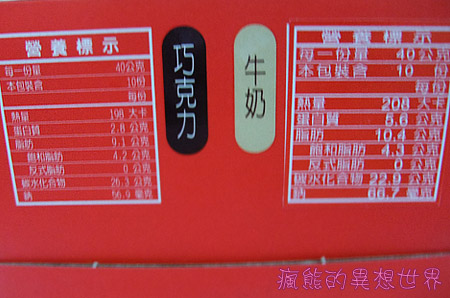 營養標示
每一份量 40公克
本包裝含 10份
每份
熱量 198 大卡
蛋白質 2.8 公克
脂肪 9.1 公克
飽和脂肪 4.2 公克
反式脂肪 0 公克
碳水化合物 26.3 公克
鈉 56.9 毫克
巧克力
牛奶
營養標示
每一份量 40 公克
本包裝含 10 份
每份
熱量 208 大卡
蛋白質 5.6 公克
脂肪 10.4 公克
飽和脂肪 4.3 公克
反式脂肪 0 公克
碳水化合物 22.9 公克
鈉 66.7 毫克
瘋熊的異想世界